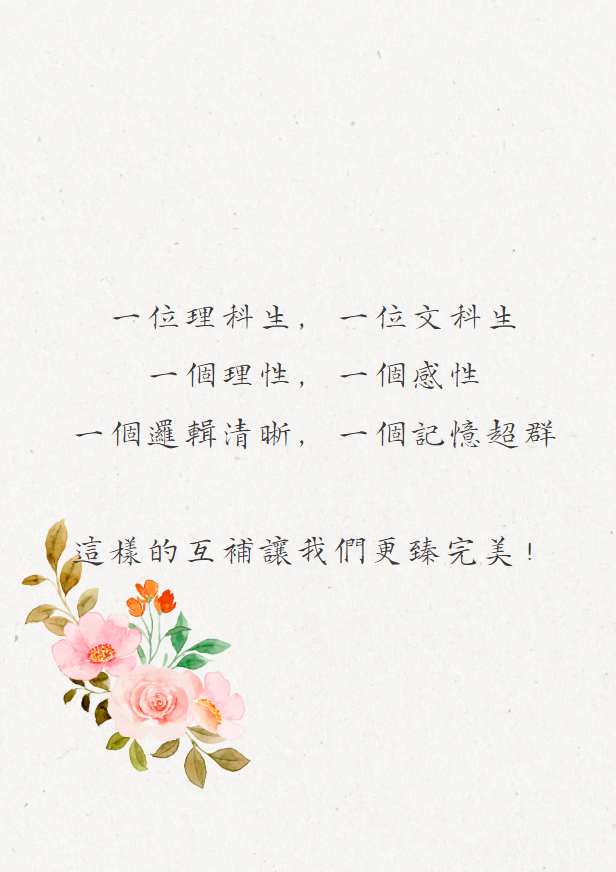 一位理科生，一位文科生
一個理性，一個感性
一個邏輯清晰，一個記憶超群
這樣的互補讓我們更臻完美！